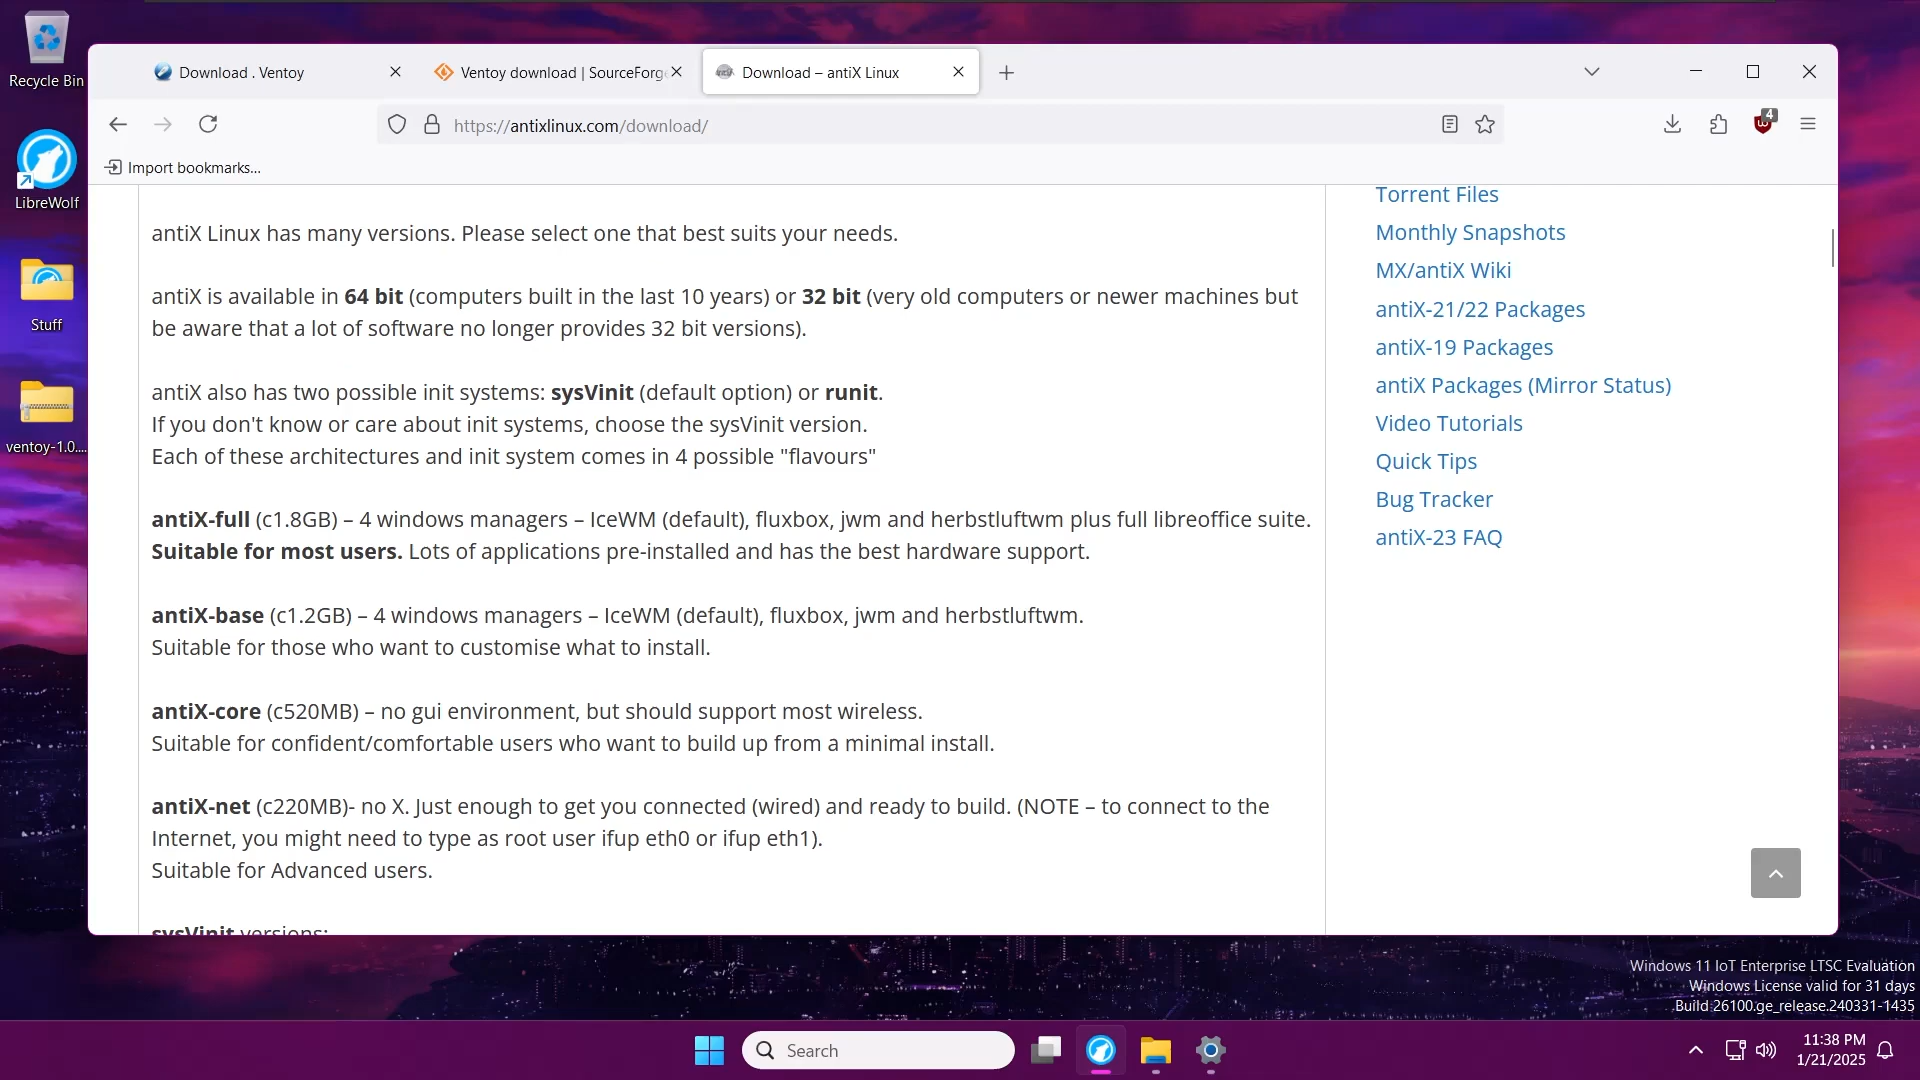 Recycle Bin
LibreWolf
Stuff
ventoy-1.0....
Download . Ventoy
Ventoy download | SourceForge
Download – antiX Linux
https://antixlinux.com/download/
4
Import bookmarks...
antiX Linux has many versions. Please select one that best suits your needs.
antiX is available in 64 bit (computers built in the last 10 years) or 32 bit (very old computers or newer machines but
be aware that a lot of software no longer provides 32 bit versions).
antiX also has two possible init systems: sysVinit (default option) or runit.
If you don't know or care about init systems, choose the sysVinit version.
Each of these architectures and init system comes in 4 possible "flavours"
antiX-full (c1.8GB) – 4 windows managers – IceWM (default), fluxbox, jwm and herbstluftwm plus full libreoffice suite.
Suitable for most users. Lots of applications pre-installed and has the best hardware support.
antiX-base (c1.2GB) – 4 windows managers – IceWM (default), fluxbox, jwm and herbstluftwm.
Suitable for those who want to customise what to install.
antiX-core (c520MB) – no gui environment, but should support most wireless.
Suitable for confident/comfortable users who want to build up from a minimal install.
antiX-net (c220MB)- no X. Just enough to get you connected (wired) and ready to build. (NOTE – to connect to the
Internet, you might need to type as root user ifup eth0 or ifup eth1).
Suitable for Advanced users.
sysVinit versions:
Torrent Files
Monthly Snapshots
MX/antiX Wiki
antiX-21/22 Packages
antiX-19 Packages
antiX Packages (Mirror Status)
Video Tutorials
Quick Tips
Bug Tracker
antiX-23 FAQ
Windows 11 IoT Enterprise LTSC Evaluation
Windows License valid for 31 days
Build 26100.ge_release.240331-1435
Search
11:38 PM
1/21/2025